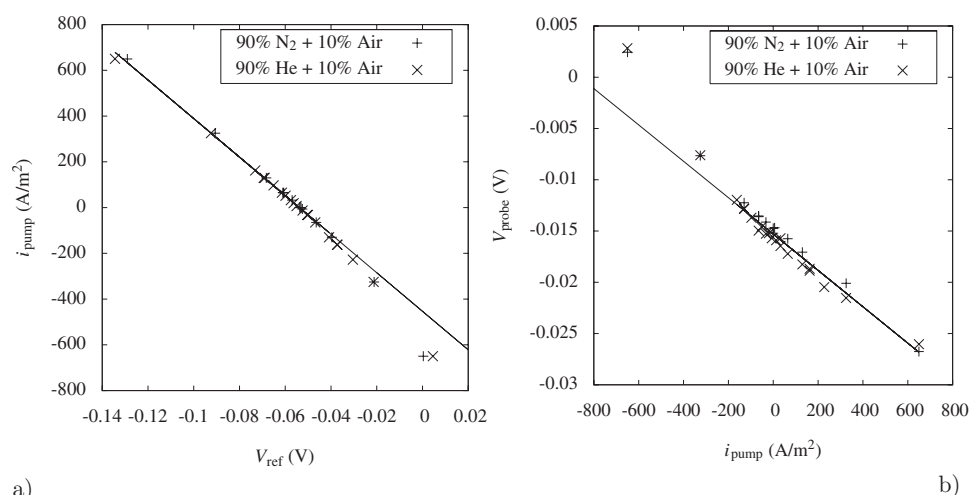 800
600
400
200
0
-200
-400
-600
-800
i_pump (A/m²)
90% N₂ + 10% Air
90% He + 10% Air
-0.14 -0.12 -0.1 -0.08 -0.06 -0.04 -0.02 0 0.02
V_ref (V)
a)
0.005
0
-0.005
-0.01
-0.015
-0.02
-0.025
-0.03
V_probe (V)
90% N₂ + 10% Air
90% He + 10% Air
-800 -600 -400 -200 0 200 400 600 800
i_pump (A/m²)
b)